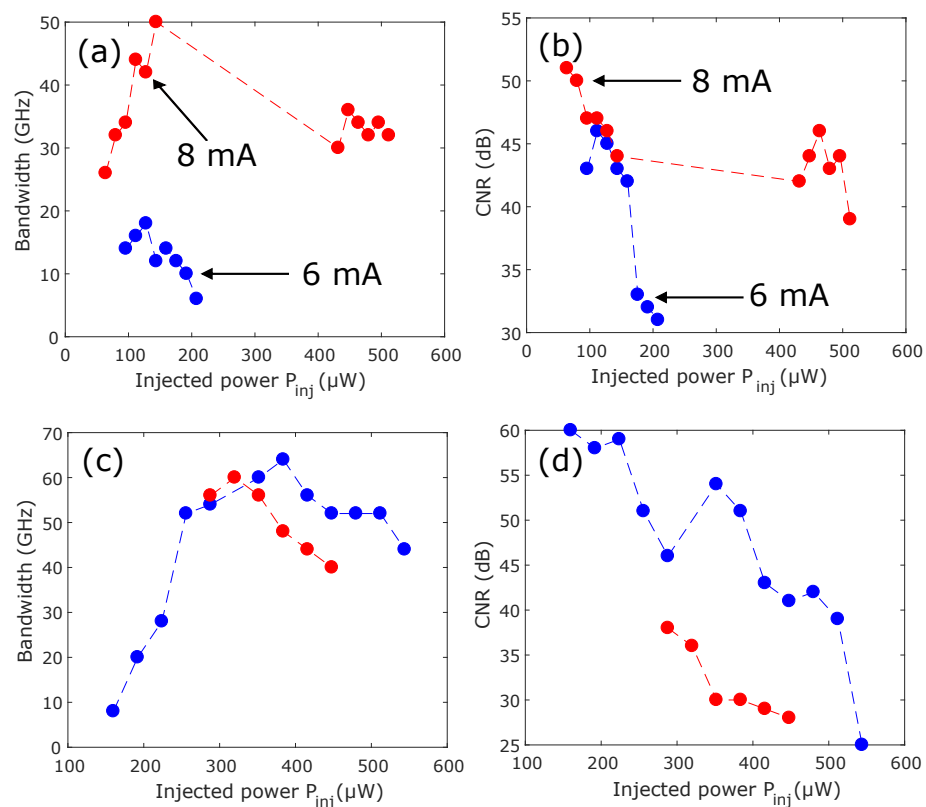 (a)
50
40
30
20
10
0
Bandwidth (GHz)
8 mA
6 mA
0 100 200 300 400 500 600
Injected power P_inj (μW)
(b)
55
50
45
40
35
30
CNR (dB)
8 mA
6 mA
0 100 200 300 400 500 600
Injected power P_inj (μW)
(c)
70
60
50
40
30
20
10
0
Bandwidth (GHz)
100 200 300 400 500 600
Injected power P_inj (μW)
(d)
60
55
50
45
40
35
30
25
CNR (dB)
100 200 300 400 500 600
Injected power P_inj (μW)